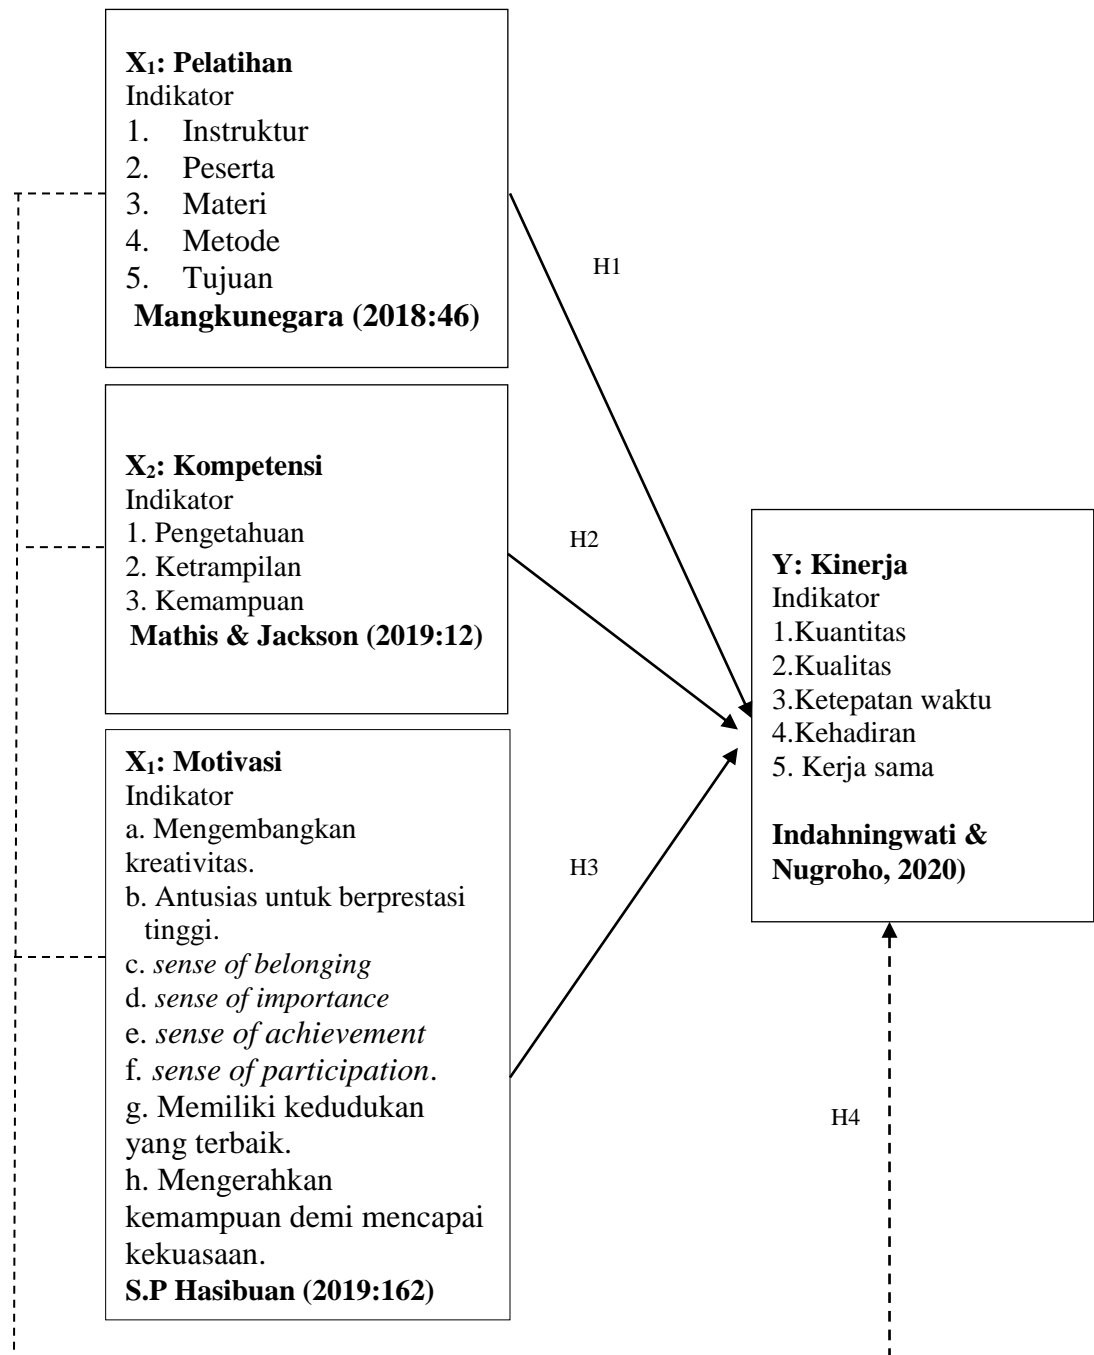 X₁: Pelatihan
Indikator
1. Instruktur
2. Peserta
3. Materi
4. Metode
5. Tujuan
Mangkunegara (2018:46)
H1
X₂: Kompetensi
Indikator
1. Pengetahuan
2. Ketrampilan
3. Kemampuan
Mathis & Jackson (2019:12)
H2
X₁: Motivasi
Indikator
a. Mengembangkan
kreativitas.
b. Antusias untuk berprestasi
tinggi.
c. sense of belonging
d. sense of importance
e. sense of achievement
f. sense of participation.
g. Memiliki kedudukan
yang terbaik.
h. Mengerahkan
kemampuan demi mencapai
kekuasaan.
S.P Hasibuan (2019:162)
H3
Y: Kinerja
Indikator
1.Kuantitas
2.Kualitas
3.Ketepatan waktu
4.Kehadiran
5. Kerja sama
Indahningwati &
Nugroho, 2020)
H4